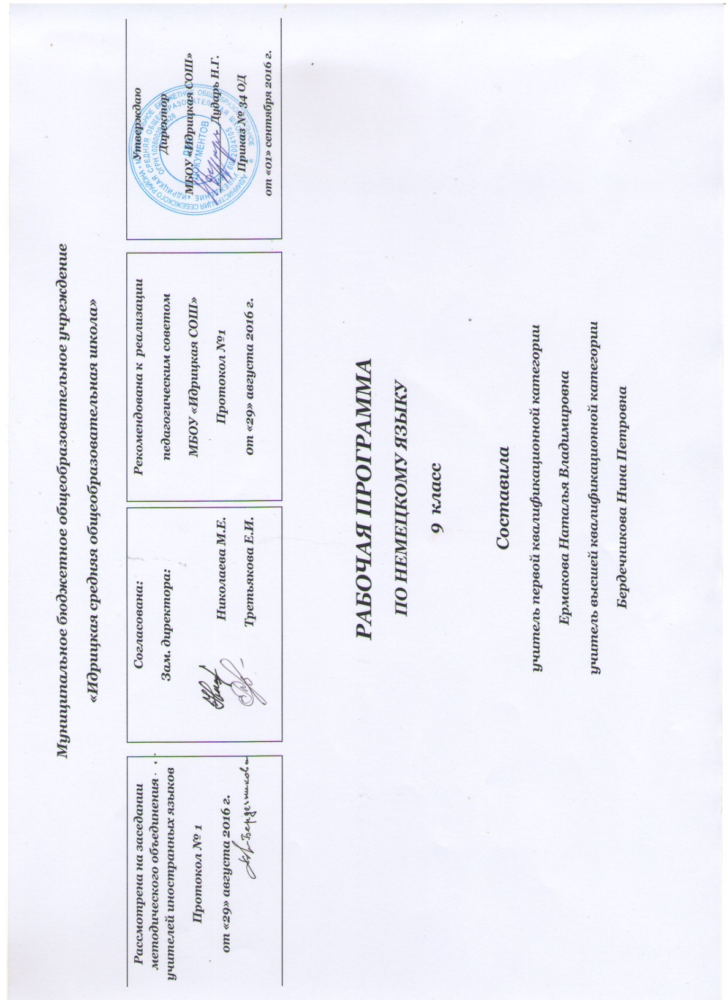 Муниципальное бюджетное общеобразовательное учреждение
«Идрицкая средняя общеобразовательная школа»
Рассмотрена на заседании
методического объединения
учителей иностранных языков
Протокол № 1
от «29» августа 2016 г.
Бердечникова
Согласована:
Зам. директора:
Николаева М.Е.
Третьякова Е.И.
Рекомендована к реализации
педагогическим советом
МБОУ «Идрицкая СОШ»
Протокол №1
от «29» августа 2016 г.
Утверждаю
Директор
МБОУ «Идрицкая СОШ»
Дударь Н.Г.
Приказ № 34 ОД
от «01» сентября 2016 г.
ДЛЯ
ДОКУМЕНТОВ
РАБОЧАЯ ПРОГРАММА
ПО НЕМЕЦКОМУ ЯЗЫКУ
9 класс
Составила
учитель первой квалификационной категории
Ермакова Наталья Владимировна
учитель высшей квалификационной категории
Бердечникова Нина Петровна